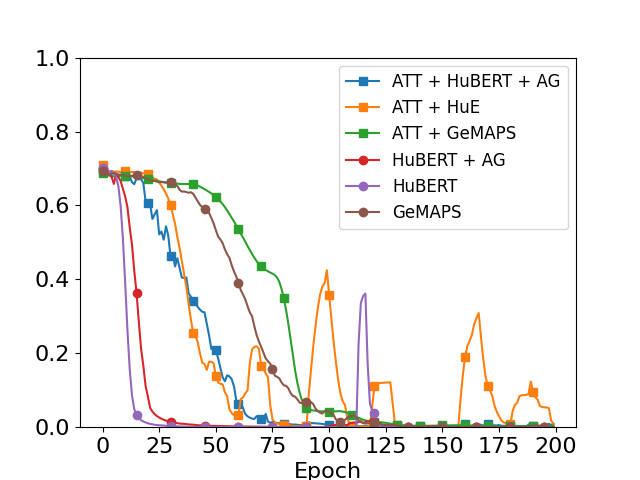 1.0
0.8
0.6
0.4
0.2
0.0
0 25 50 75 100 125 150 175 200
Epoch
ATT + HuBERT + AG
ATT + HuE
ATT + GeMAPS
HuBERT + AG
HuBERT
GeMAPS